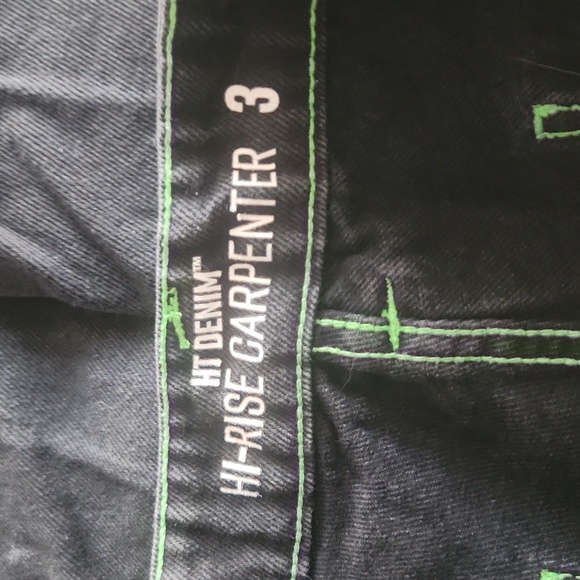 HT DENIM™
HI-RISE CARPENTER 3